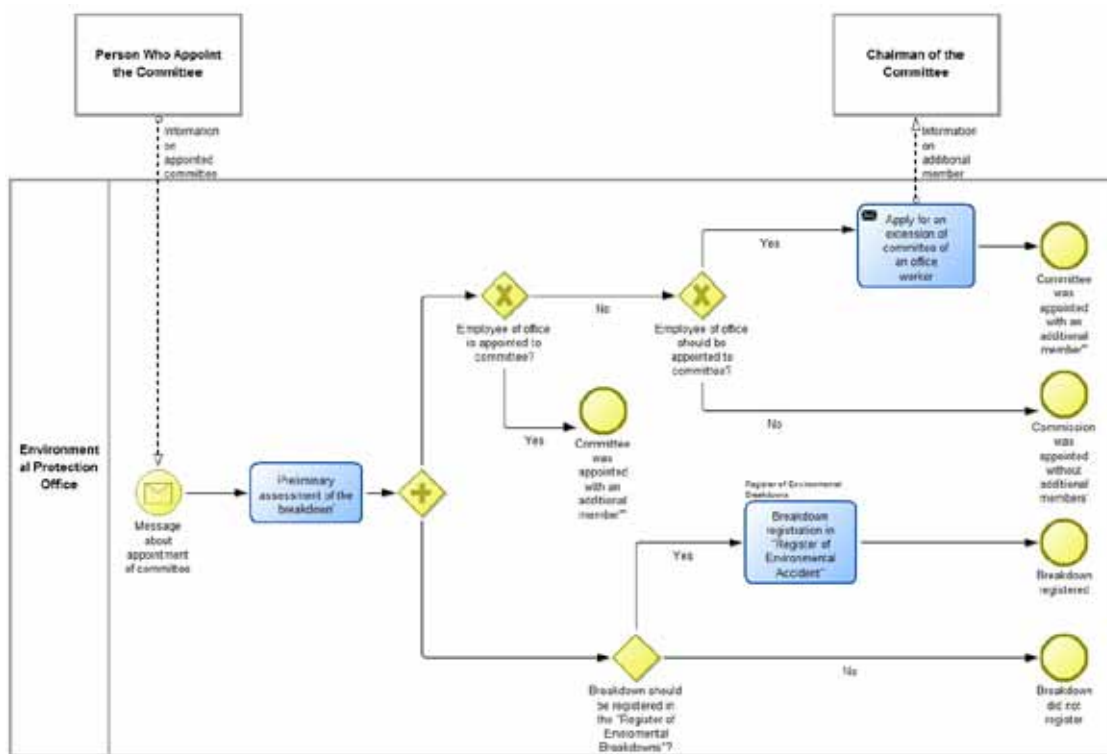 Person Who Appoint
the Committee
Chairman of the
Committee
Information
on
appointed
committee
Information
on
additional
member
Apply for an
excession of
committee of
an office
worker
Yes
No
Employee of office
is appointed to
committee?
Employee of office
should be
appointed to
committee?
Committee
was
appointed
with an
additional
member""
Yes
No
Committee
was
appointed
with an
additional
member""
Commission
was
appointed
without
additional
members
Environment
al Protection
Office
Preliminary
assessment of the
breakdown
Message
about
appointment
of committee
Register of Environmental
Breakdowns
Breakdown
registration in
"Register of
Environmental
Accident"
Yes
Breakdown
registered
No
Breakdown should
be registered in
the "Register of
Enviromental
Breakdowns"?
Breakdown
did not
register